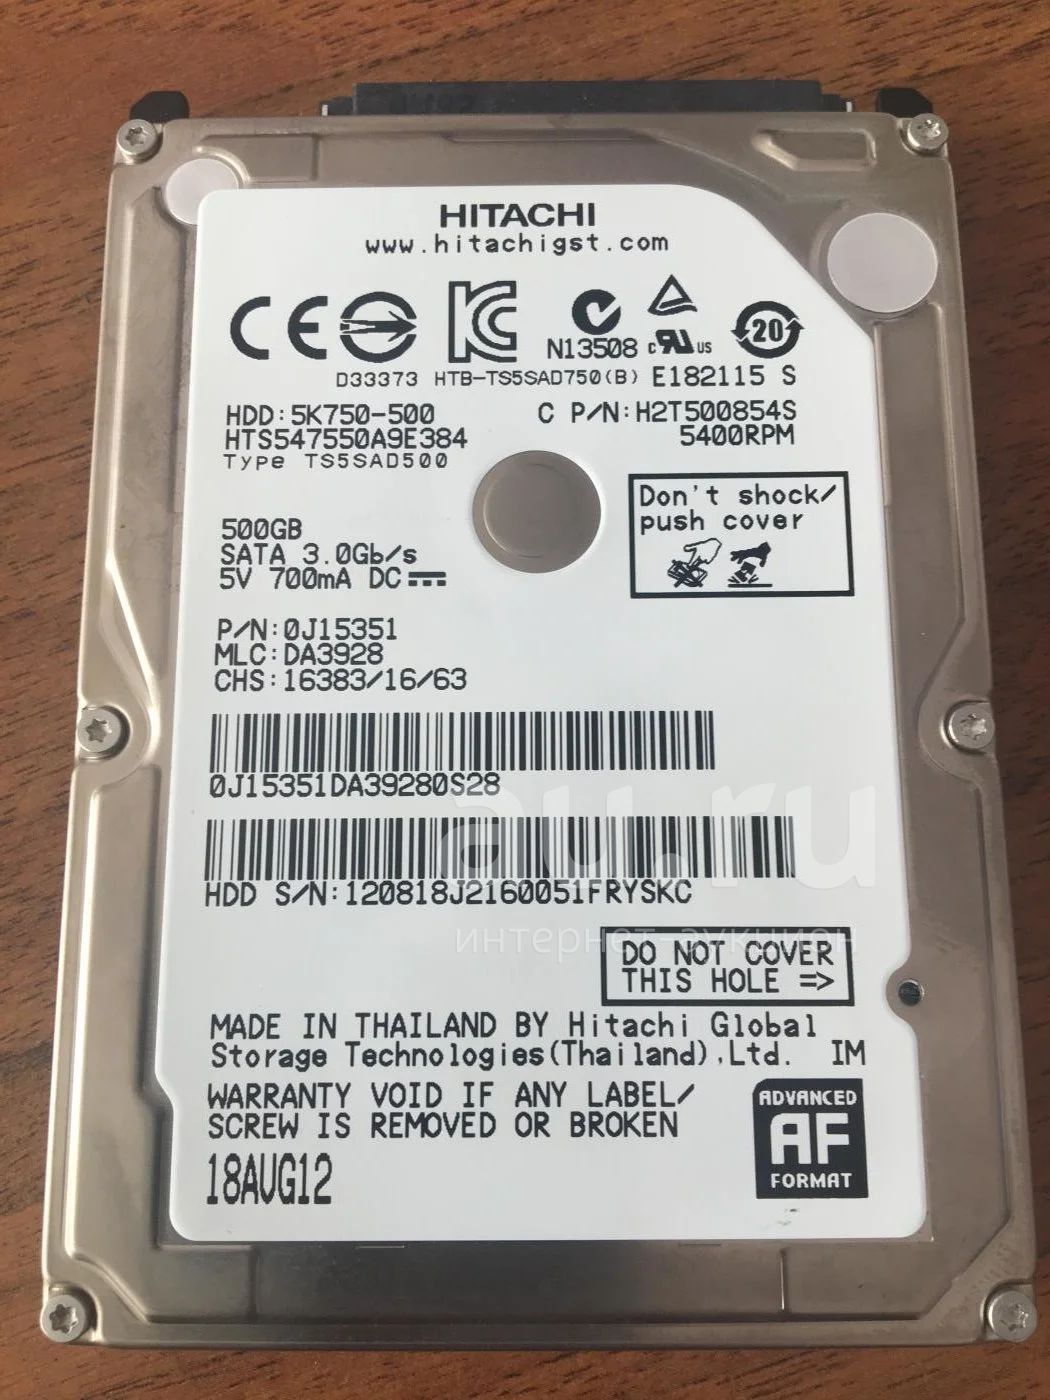 HITACHI
www.hitachigst.com
N13508 c UR US 20
D33373 HTB-TS5SAD750(B) E182115 S
HDD:5K750-500 C P/N:H2T500854S
HTS547550A9E384 5400RPM
Type TS5SAD500
Don't shock/
push cover
500GB
SATA 3.0Gb/s
5V 700mA DC
P/N:0J15351
MLC:DA3928
CHS:16383/16/63
0J15351DA39280S28
au.ru
HDD S/N:120818J2160051FRYSKC
интернет-аукцион
DO NOT COVER
THIS HOLE =>
MADE IN THAILAND BY Hitachi Global
Storage Technologies(Thailand),Ltd. IM
WARRANTY VOID IF ANY LABEL/
SCREW IS REMOVED OR BROKEN
18AUG12
ADVANCED
AF
FORMAT